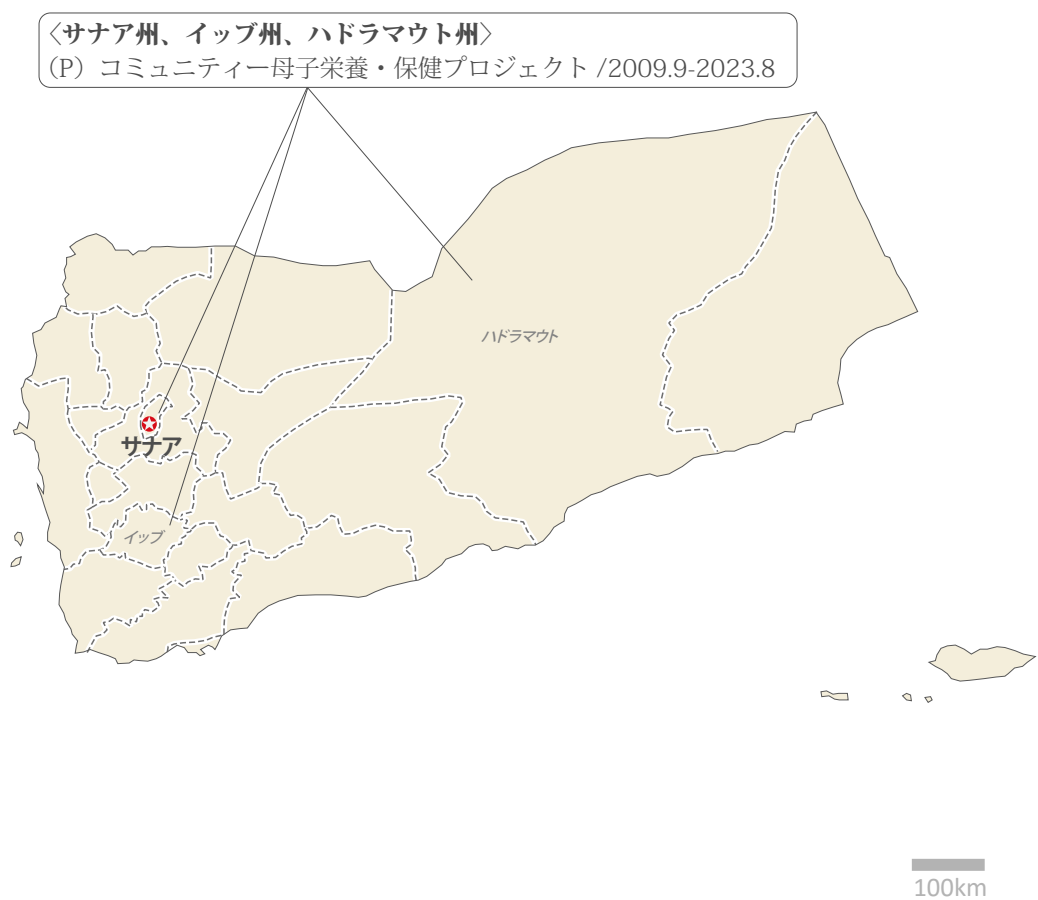 〈サナア州、イッブ州、ハドラマウト州〉
(P）コミュニティー母子栄養・保健プロジェクト /2009.9-2023.8
ハドラマウト
サナア
イッブ
100km